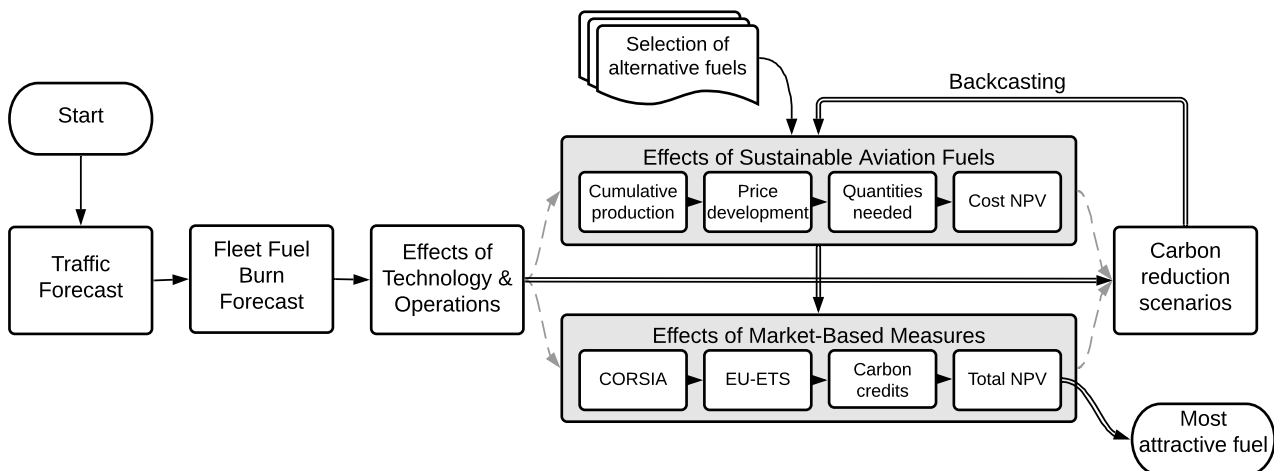 Selection of
alternative fuels
Backcasting
Start
Effects of Sustainable Aviation Fuels
Cumulative
production
Price
development
Quantities
needed
Cost NPV
Traffic
Forecast
Fleet Fuel
Burn
Forecast
Effects of
Technology &
Operations
Carbon
reduction
scenarios
Effects of Market-Based Measures
CORSIA
EU-ETS
Carbon
credits
Total NPV
Most
attractive fuel